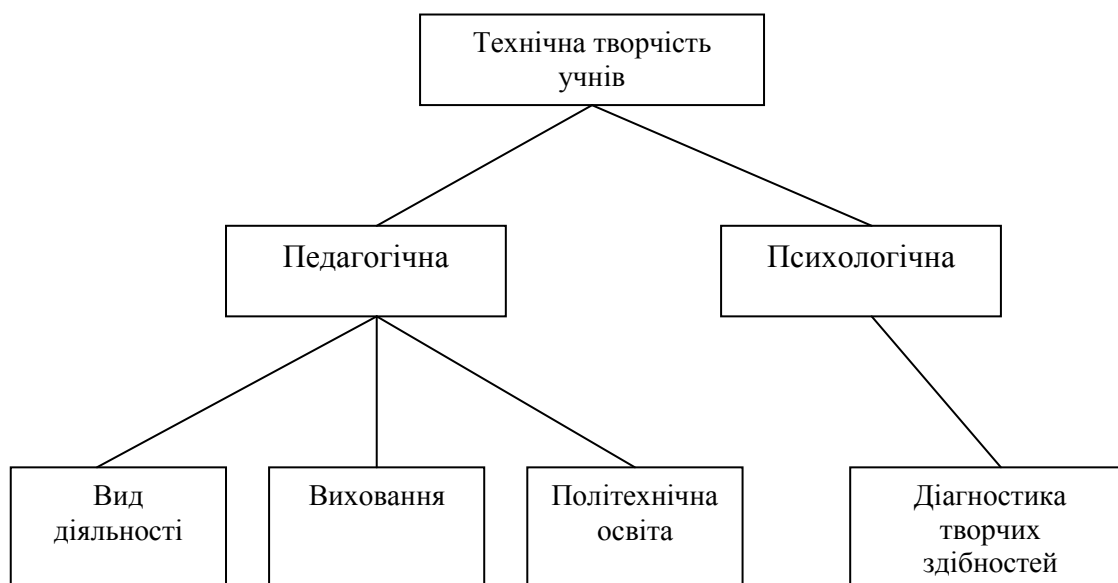 Технічна творчість
учнів
Педагогічна
Психологічна
Вид
діяльності
Виховання
Політехнічна
освіта
Діагностика
творчих
здібностей